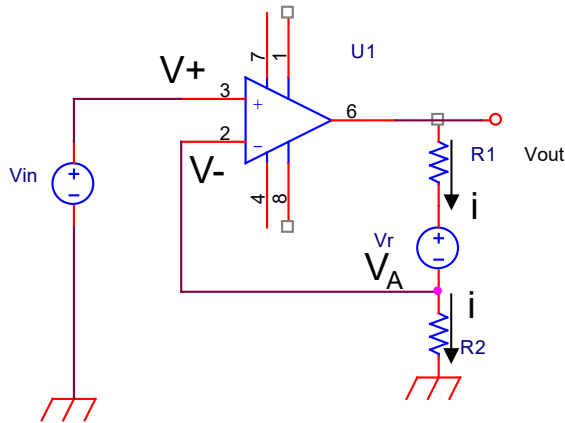 U1
7
1
V+
3
+
6
2
−
V-
Vin
+
−
4
8
R1
Vout
i
Vr
+
−
VA
i
R2